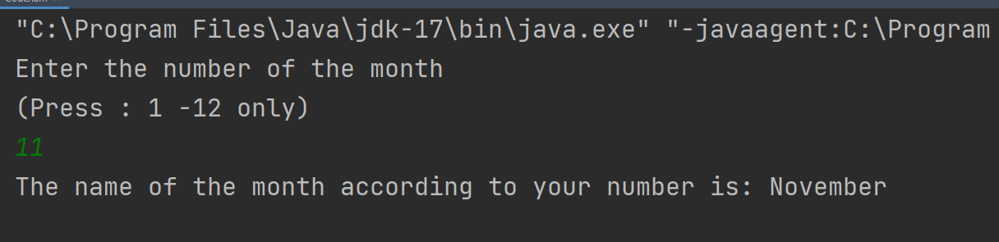 "C:\Program Files\Java\jdk-17\bin\java.exe" "-javaagent:C:\Program
Enter the number of the month
(Press : 1 -12 only)
11
The name of the month according to your number is: November